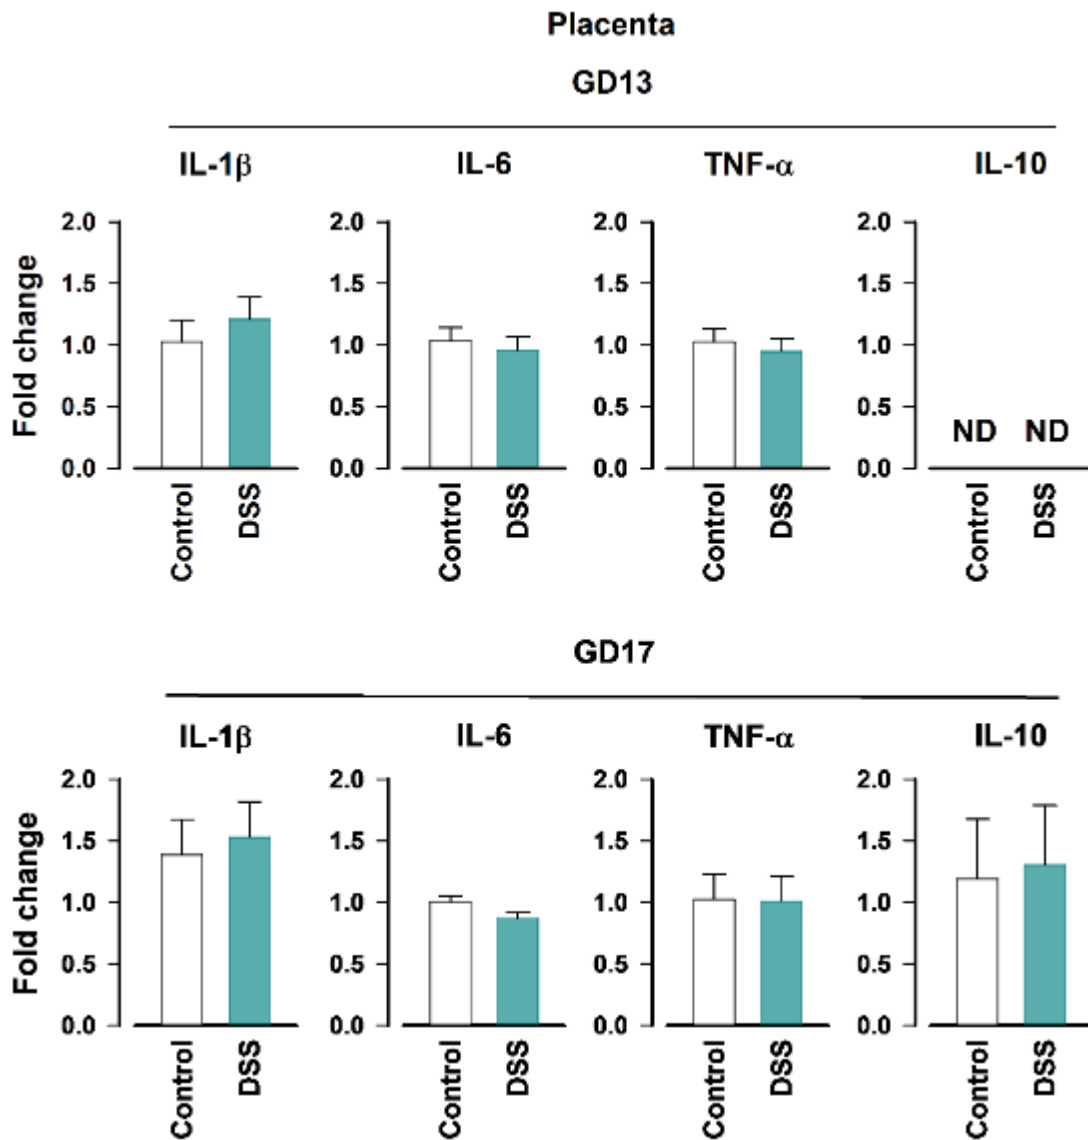 Placenta
GD13
IL-1β IL-6 TNF-α IL-10
Fold change
2.0 2.0 2.0 2.0
1.5 1.5 1.5 1.5
1.0 1.0 1.0 1.0
0.5 0.5 0.5 0.5
ND ND
0.0 0.0 0.0 0.0
Control DSS Control DSS Control DSS Control DSS
GD17
IL-1β IL-6 TNF-α IL-10
Fold change
2.0 2.0 2.0 2.0
1.5 1.5 1.5 1.5
1.0 1.0 1.0 1.0
0.5 0.5 0.5 0.5
0.0 0.0 0.0 0.0
Control DSS Control DSS Control DSS Control DSS